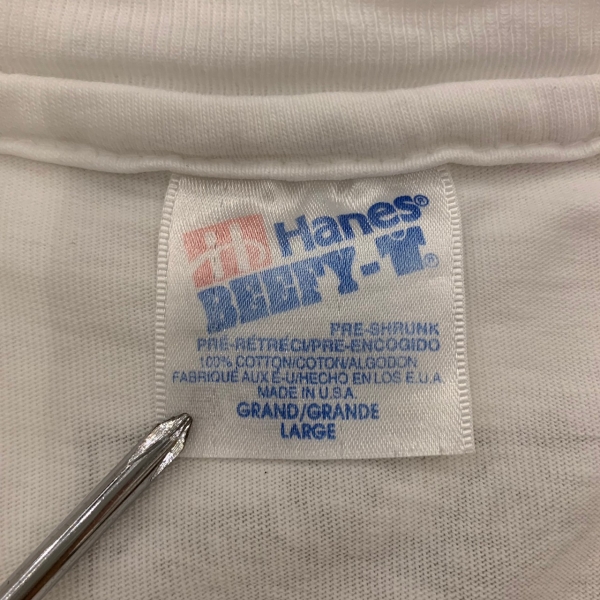 Hanes®
BEEFY-T®
PRE-SHRUNK
PRÉ-RÉTRÉCI/PRE-ENCOGIDO
100% COTTON/COTON/ALGODON
FABRIQUÉ AUX É-U/HECHO EN LOS E.U.A.
MADE IN U.S.A.
GRAND/GRANDE
LARGE